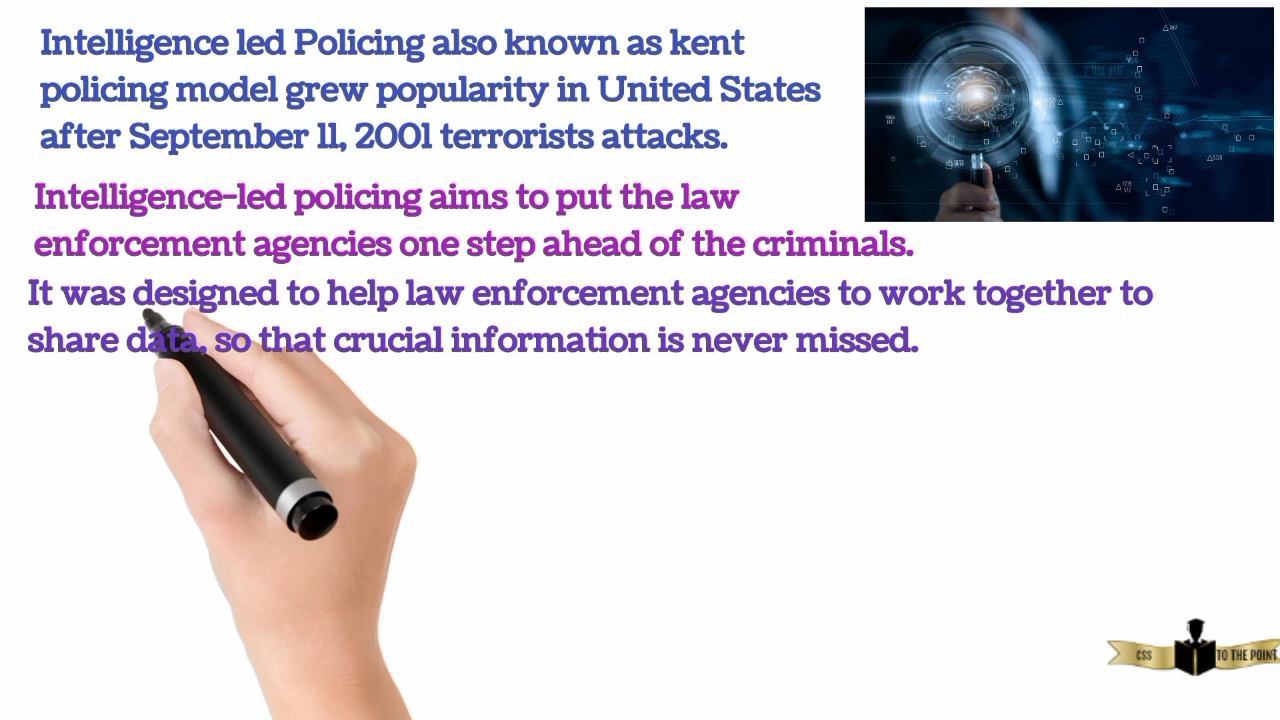 Intelligence led Policing also known as kent
policing model grew popularity in United States
after September 11, 2001 terrorists attacks.
Intelligence-led policing aims to put the law
enforcement agencies one step ahead of the criminals.
It was designed to help law enforcement agencies to work together to
share data, so that crucial information is never missed.
CSS TO THE POINT